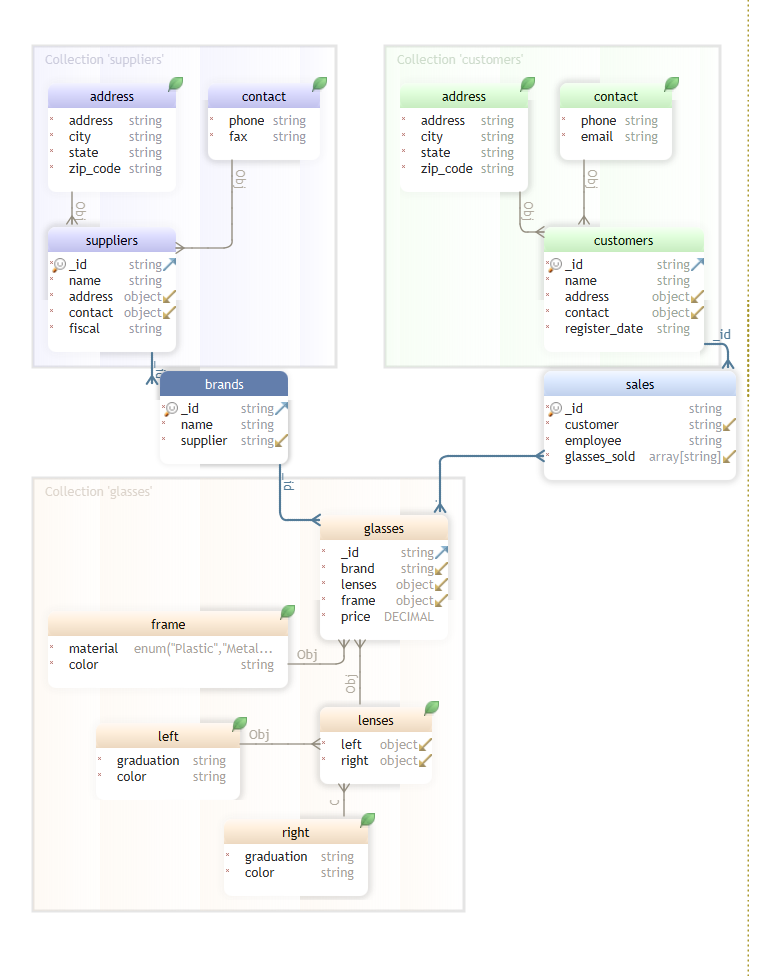 Collection 'suppliers'
address
* address string
* city string
* state string
* zip_code string
contact
* phone string
* fax string
Obj
Obj
suppliers
* _id string
* name string
* address object
* contact object
* fiscal string
_id
Collection 'customers'
address
* address string
* city string
* state string
* zip_code string
contact
* phone string
* email string
Obj
Obj
customers
* _id string
* name string
* address object
* contact object
* register_date string
_id
brands
* _id string
* name string
* supplier string
_id
sales
* _id string
* customer string
* employee string
* glasses_sold array[string]
Collection 'glasses'
glasses
* _id string
* brand string
* lenses object
* frame object
* price DECIMAL
frame
* material enum("Plastic","Metal...
* color string
Obj
Obj
left
* graduation string
* color string
Obj
lenses
* left object
* right object
right
* graduation string
* color string